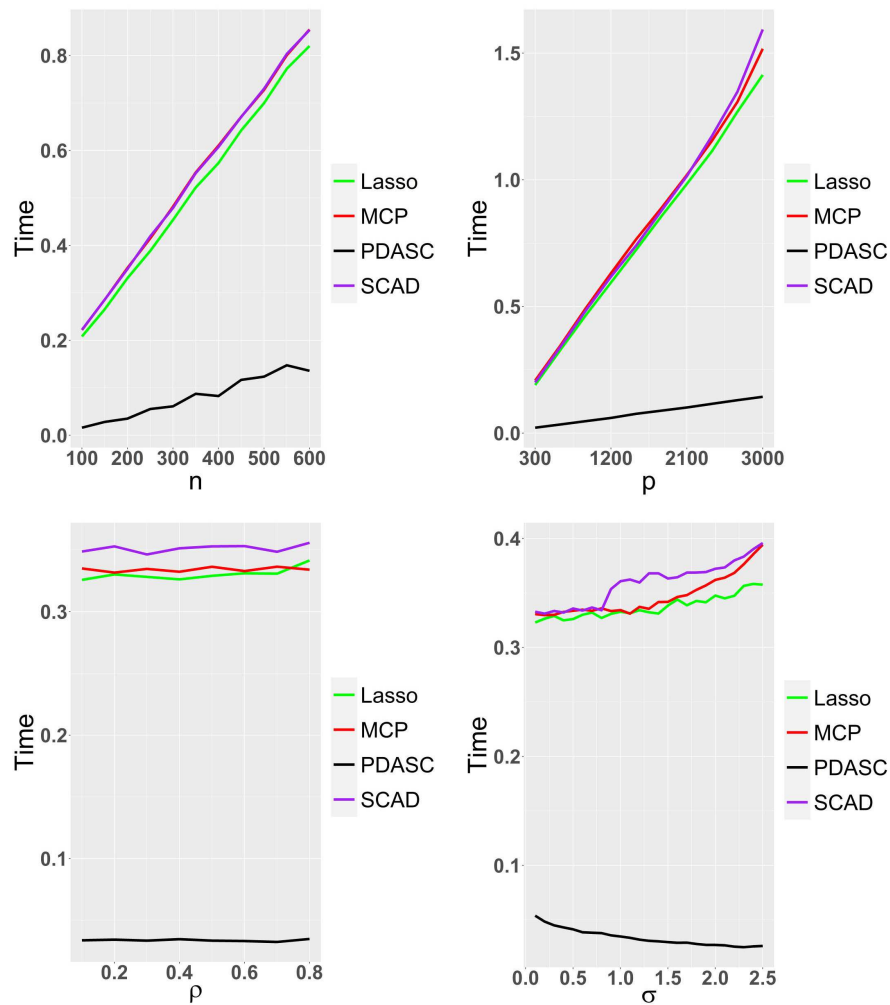 0.8
0.6
0.4
0.2
0.0
Time
100 200 300 400 500 600
n
Lasso
MCP
PDASC
SCAD
1.5
1.0
0.5
0.0
Time
300 1200 2100 3000
p
Lasso
MCP
PDASC
SCAD
0.3
0.2
0.1
Time
0.2 0.4 0.6 0.8
ρ
Lasso
MCP
PDASC
SCAD
0.4
0.3
0.2
0.1
Time
0.0 0.5 1.0 1.5 2.0 2.5
σ
Lasso
MCP
PDASC
SCAD